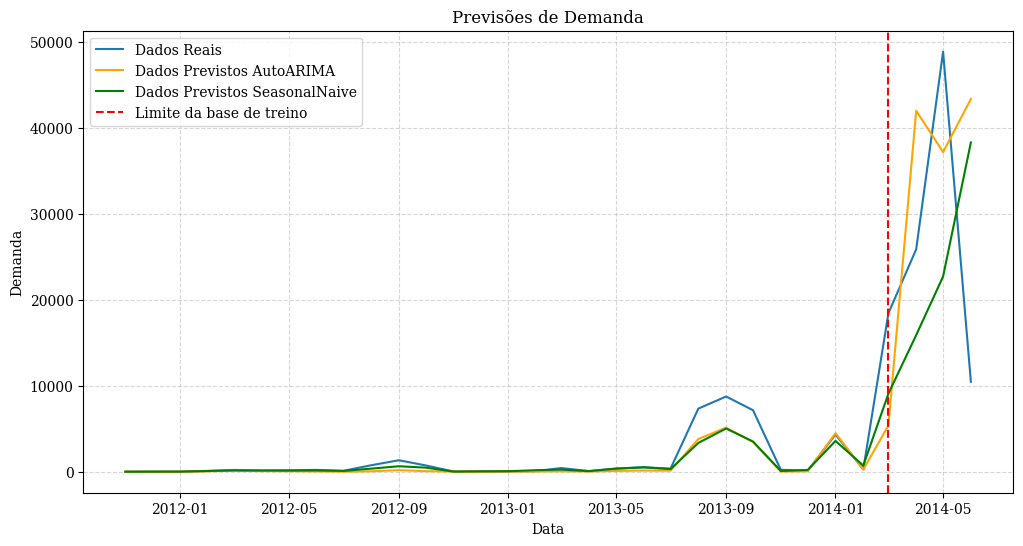 Previsões de Demanda
Dados Reais
Dados Previstos AutoARIMA
Dados Previstos SeasonalNaive
Limite da base de treino
50000
40000
30000
20000
10000
0
Demanda
2012-01 2012-05 2012-09 2013-01 2013-05 2013-09 2014-01 2014-05
Data